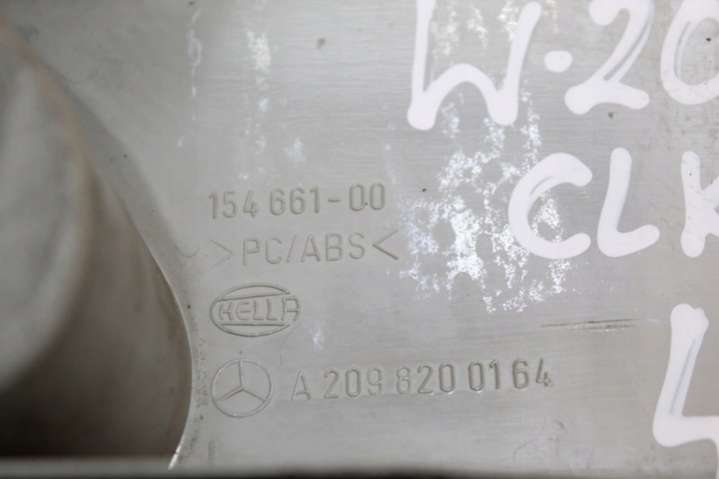 W.20
CLK
154 661-00
>PC/ABS<
HELLA
A 209 820 01 64